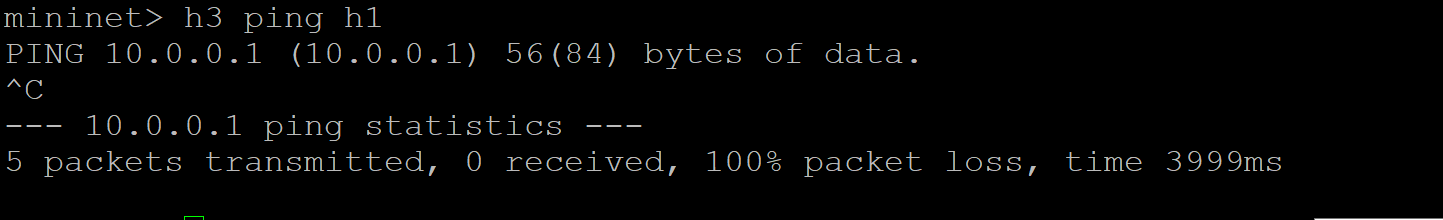 mininet> h3 ping h1
PING 10.0.0.1 (10.0.0.1) 56(84) bytes of data.
^C
--- 10.0.0.1 ping statistics ---
5 packets transmitted, 0 received, 100% packet loss, time 3999ms